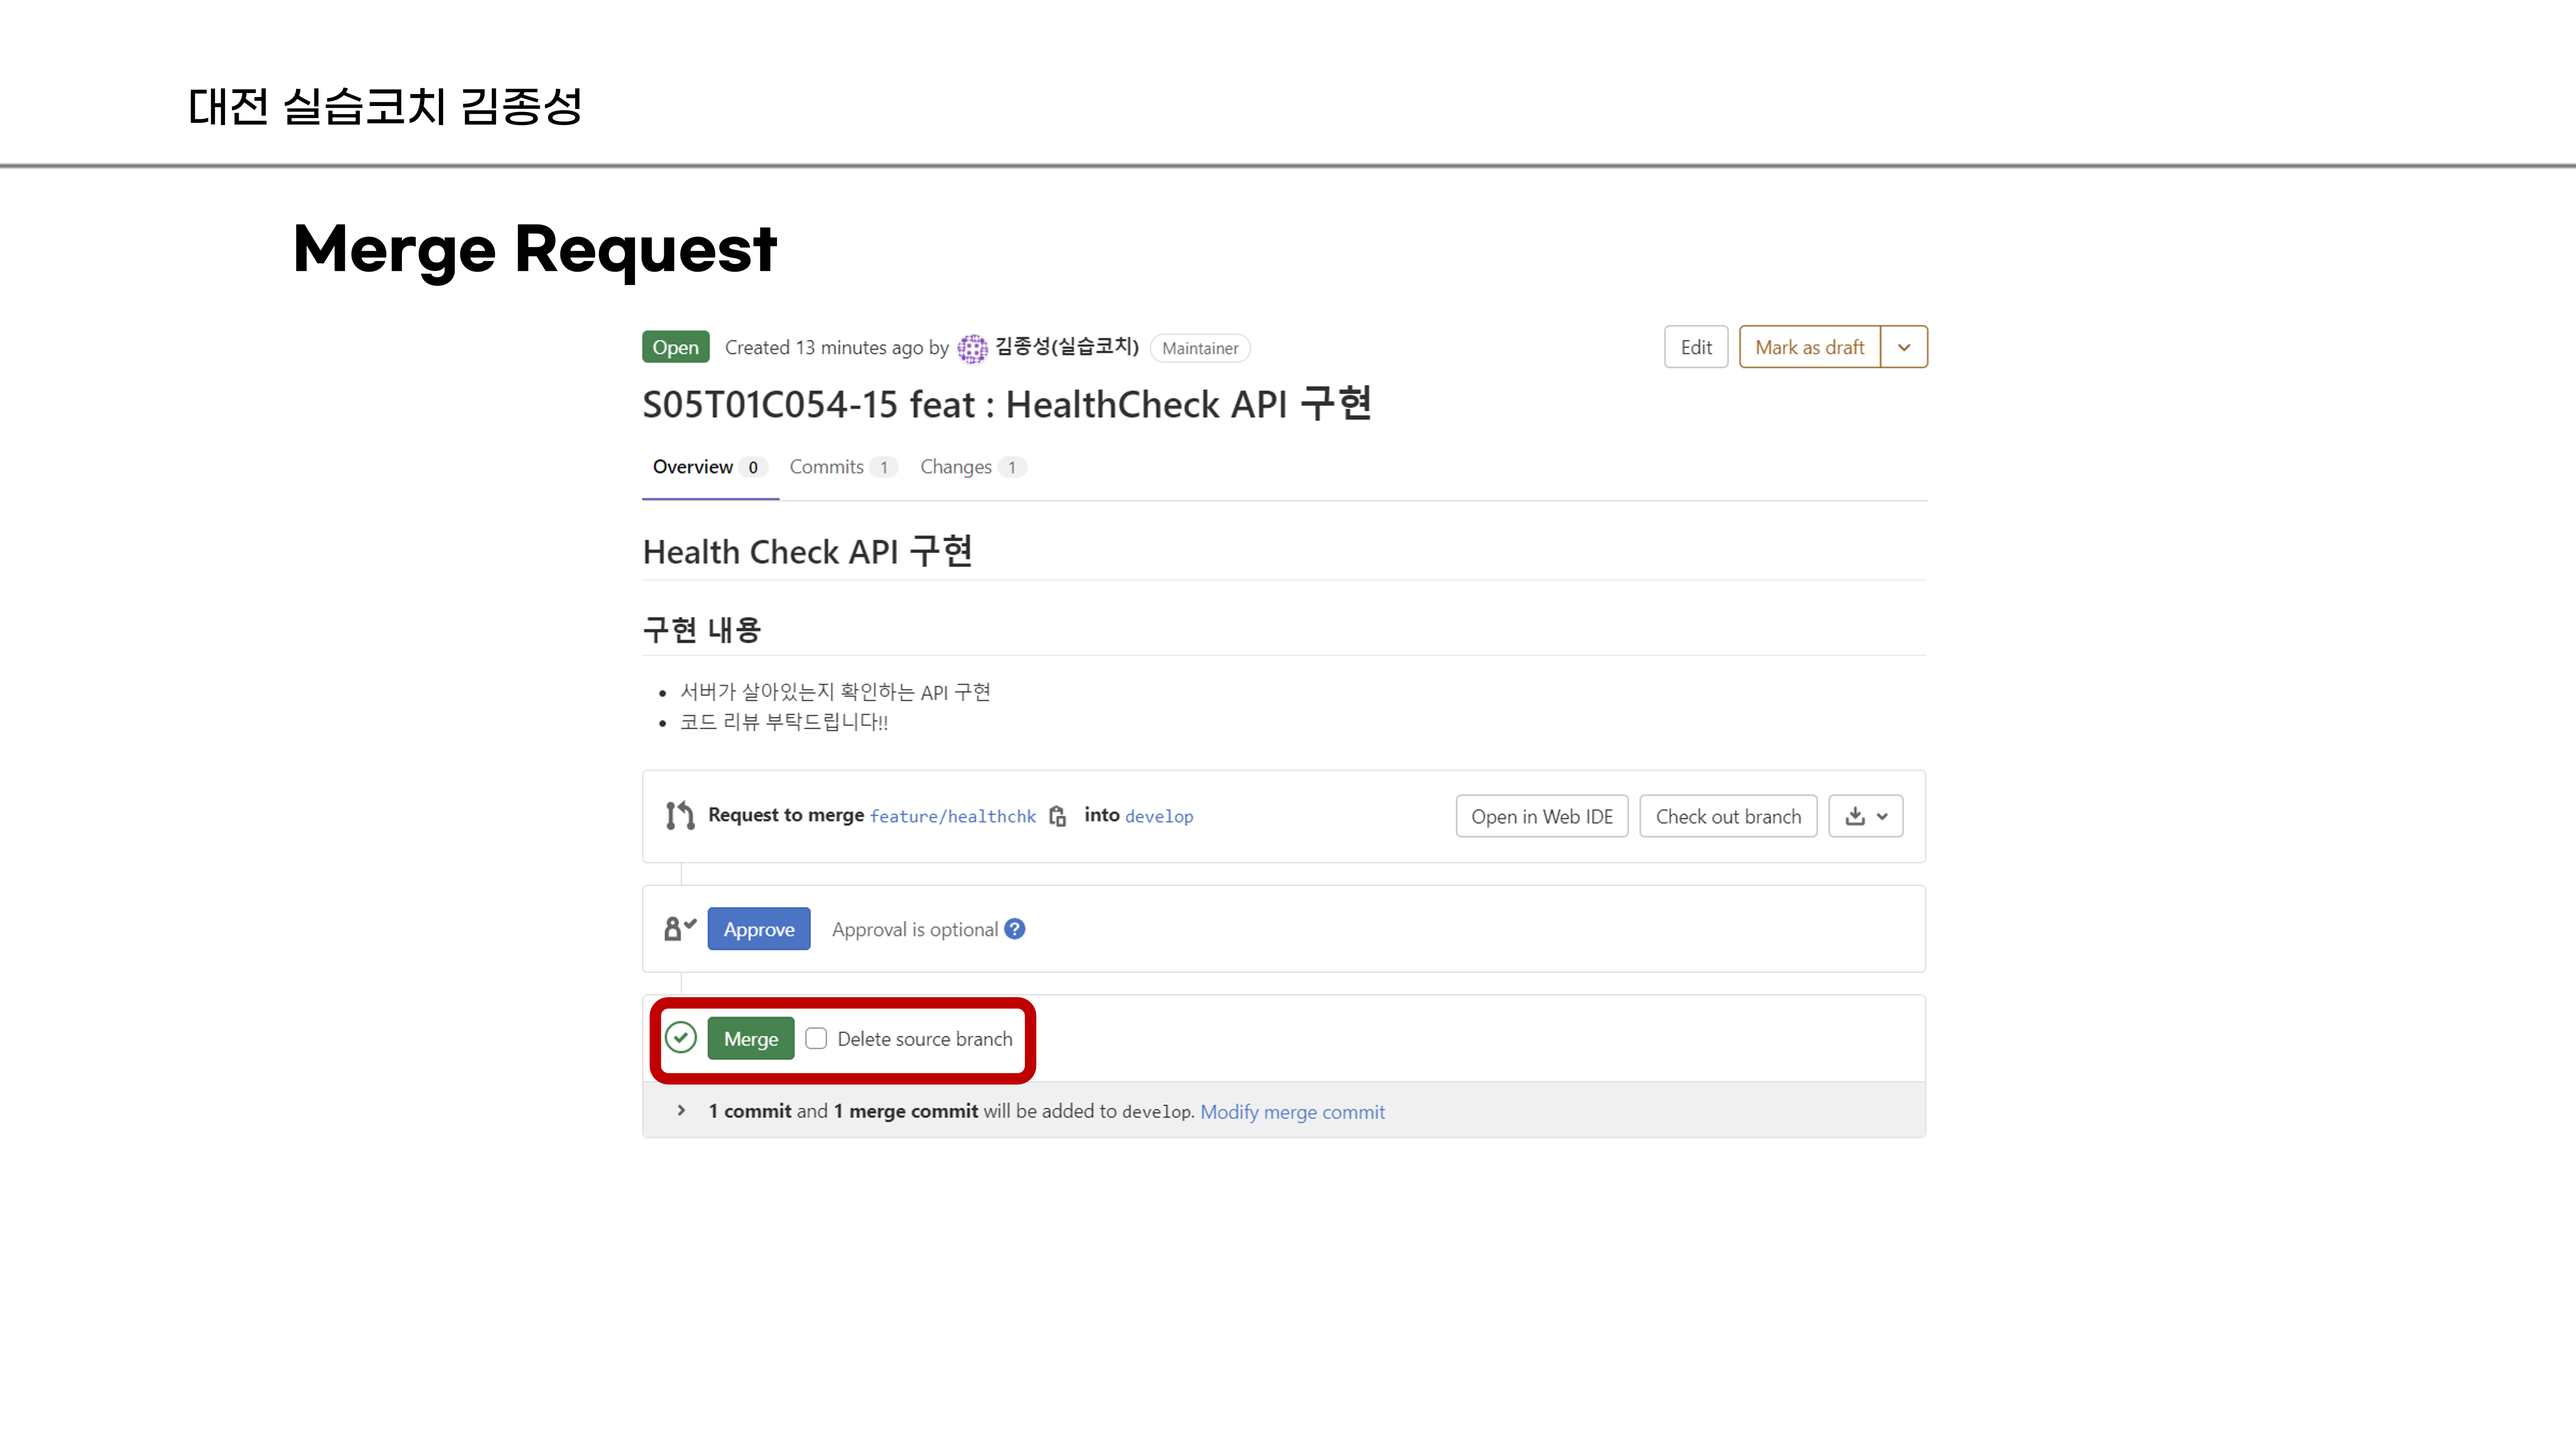 대전 실습코치 김종성
Merge Request
Open Created 13 minutes ago by 김종성(실습코치) Maintainer Edit Mark as draft
S05T01C054-15 feat : HealthCheck API 구현
Overview 0 Commits 1 Changes 1
Health Check API 구현
구현 내용
서버가 살아있는지 확인하는 API 구현
코드 리뷰 부탁드립니다!!
Request to merge feature/healthchk into develop Open in Web IDE Check out branch
Approve Approval is optional ?
Merge Delete source branch
1 commit and 1 merge commit will be added to develop. Modify merge commit